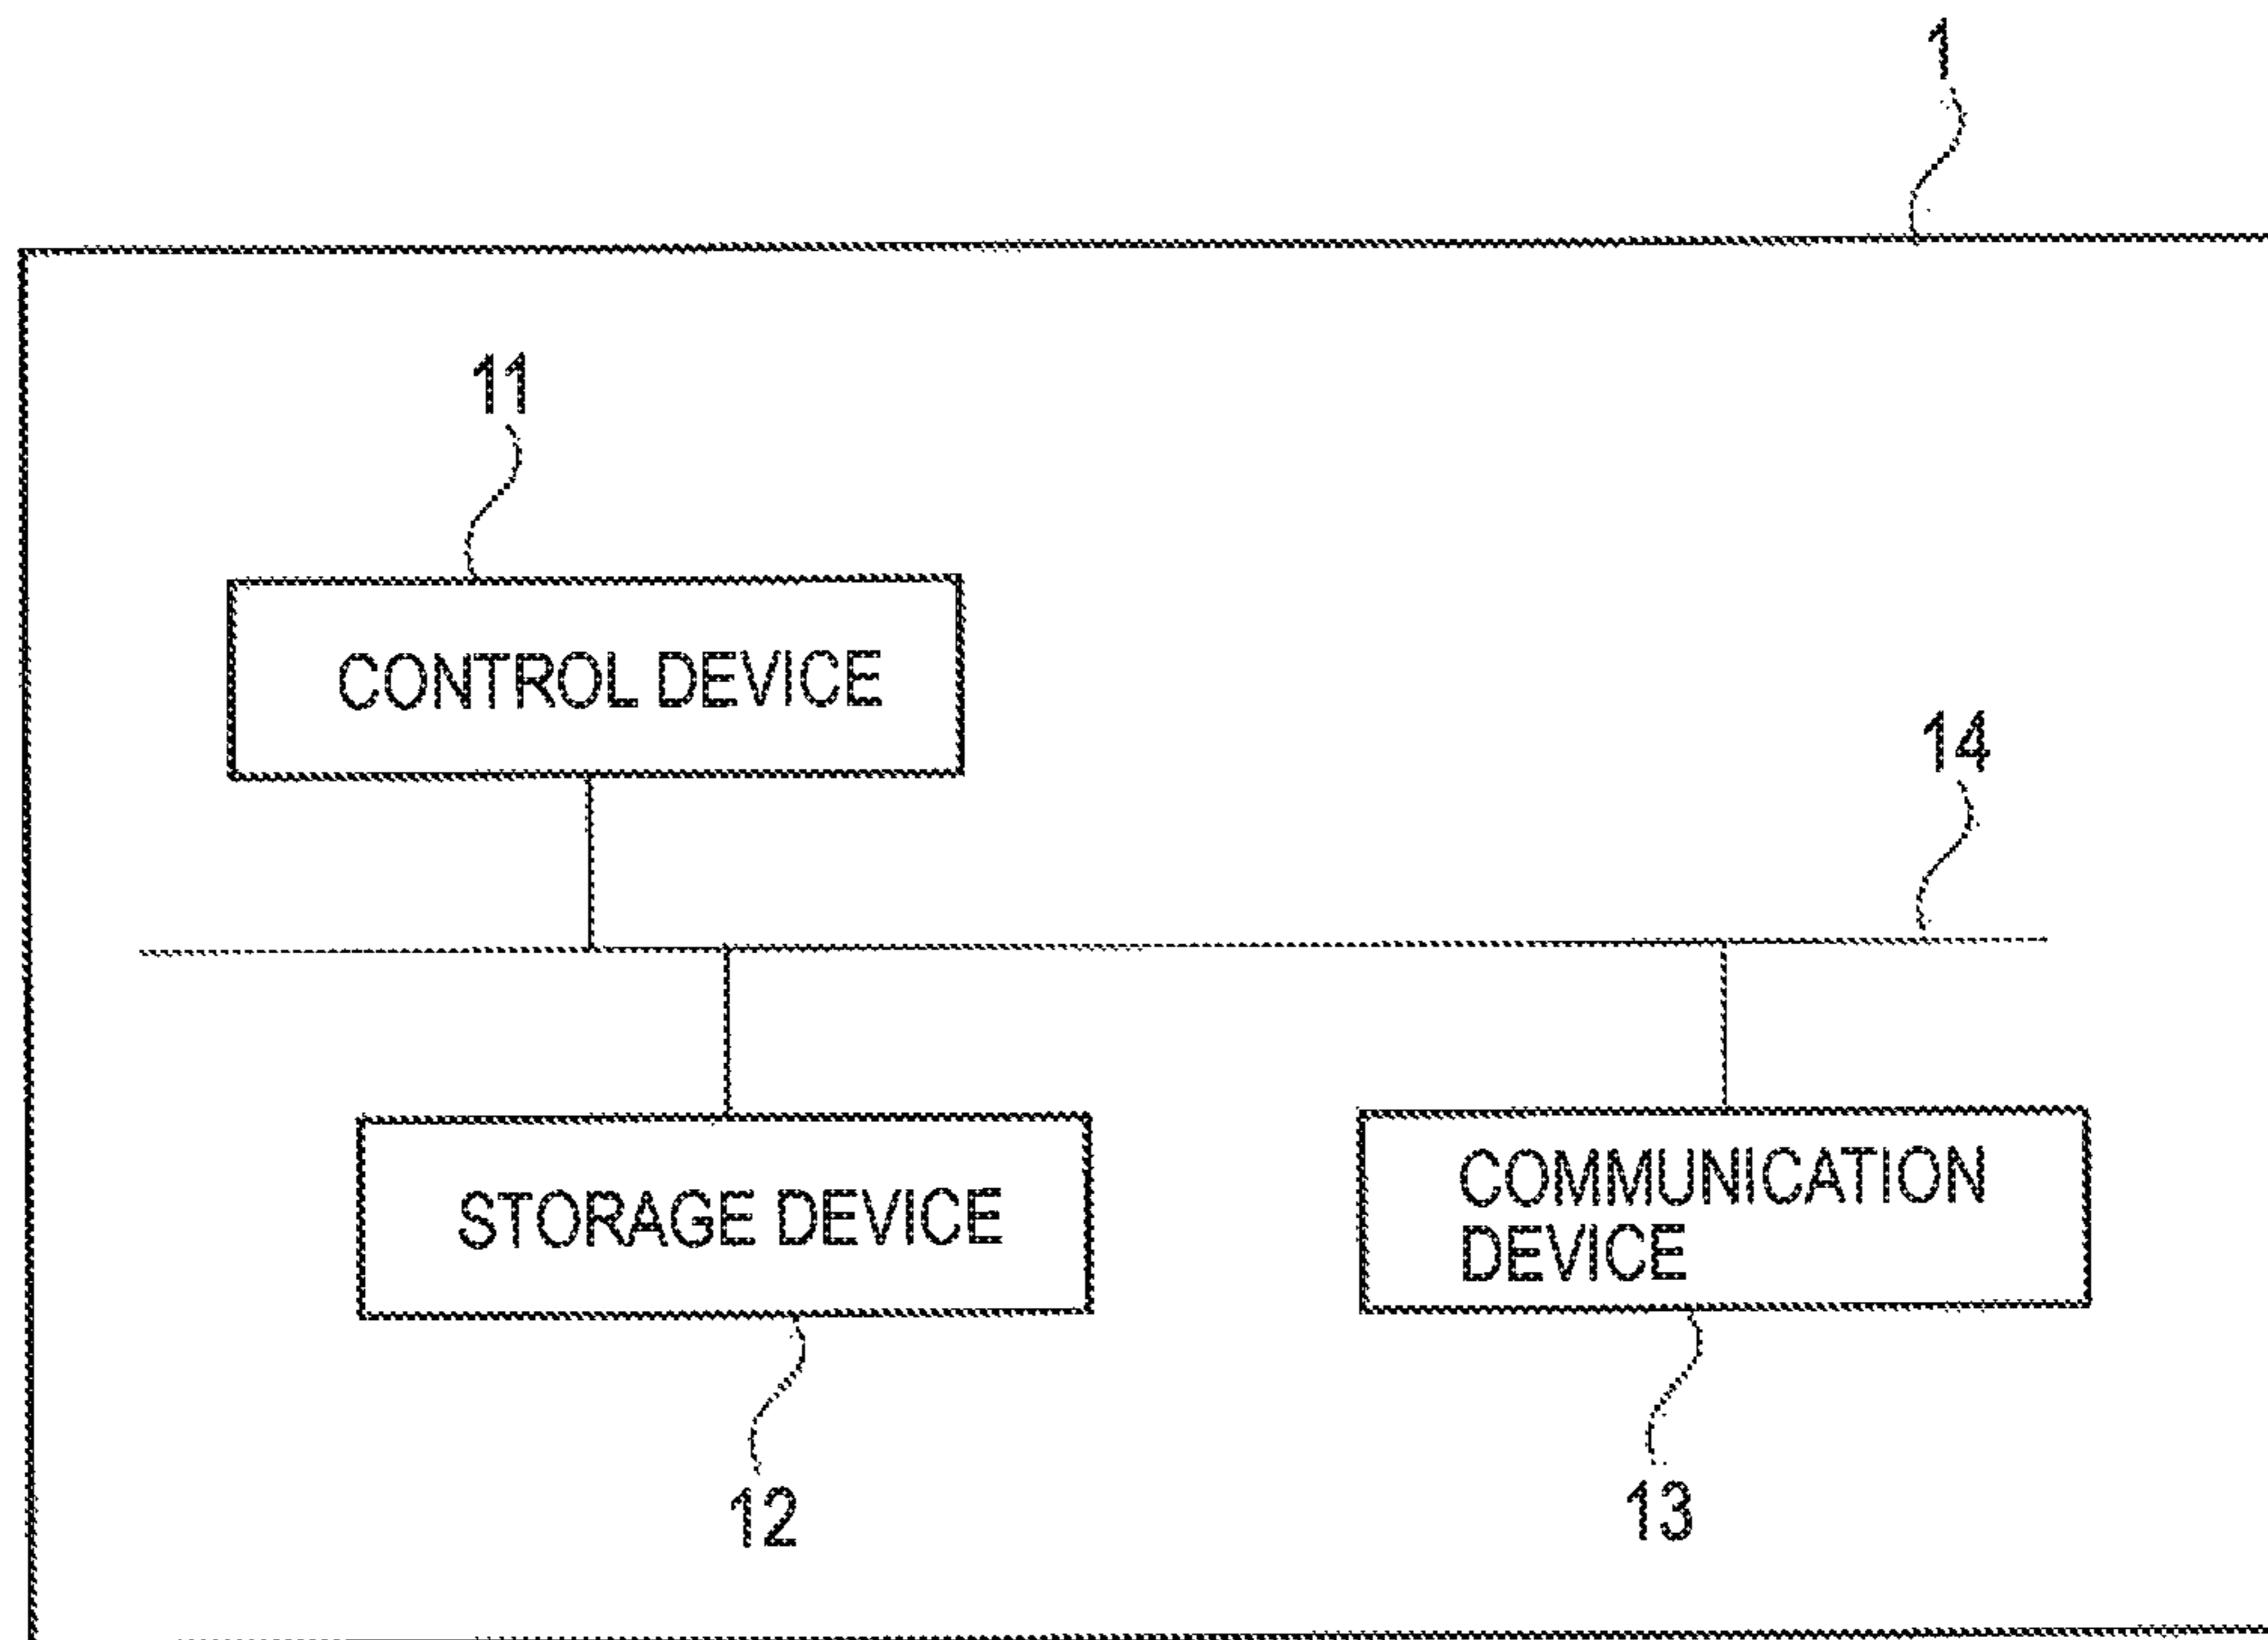 1
11
CONTROL DEVICE
14
STORAGE DEVICE
COMMUNICATION
DEVICE
12
13